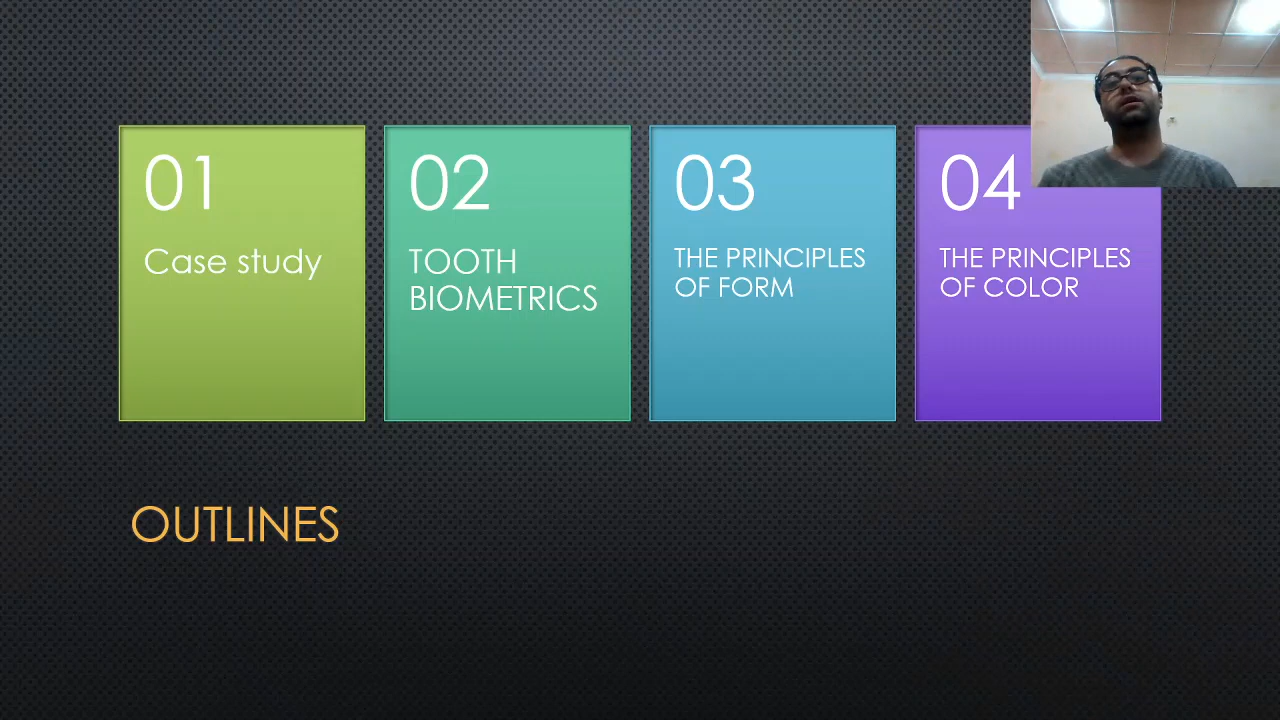 01
Case study
02
TOOTH
BIOMETRICS
03
THE PRINCIPLES
OF FORM
04
THE PRINCIPLES
OF COLOR
OUTLINES